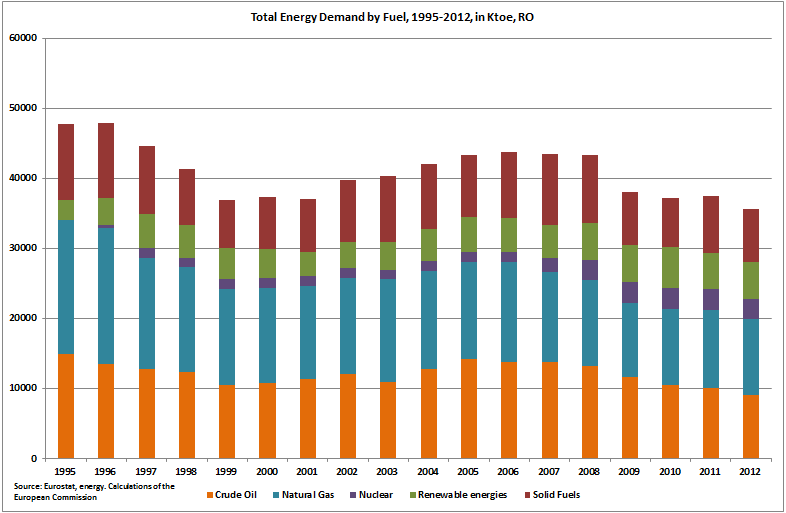 Total Energy Demand by Fuel, 1995-2012, in Ktoe, RO
60000
50000
40000
30000
20000
10000
0
1995 1996 1997 1998 1999 2000 2001 2002 2003 2004 2005 2006 2007 2008 2009 2010 2011 2012
Source: Eurostat, energy. Calculations of the
European Commission
Crude Oil Natural Gas Nuclear Renewable energies Solid Fuels